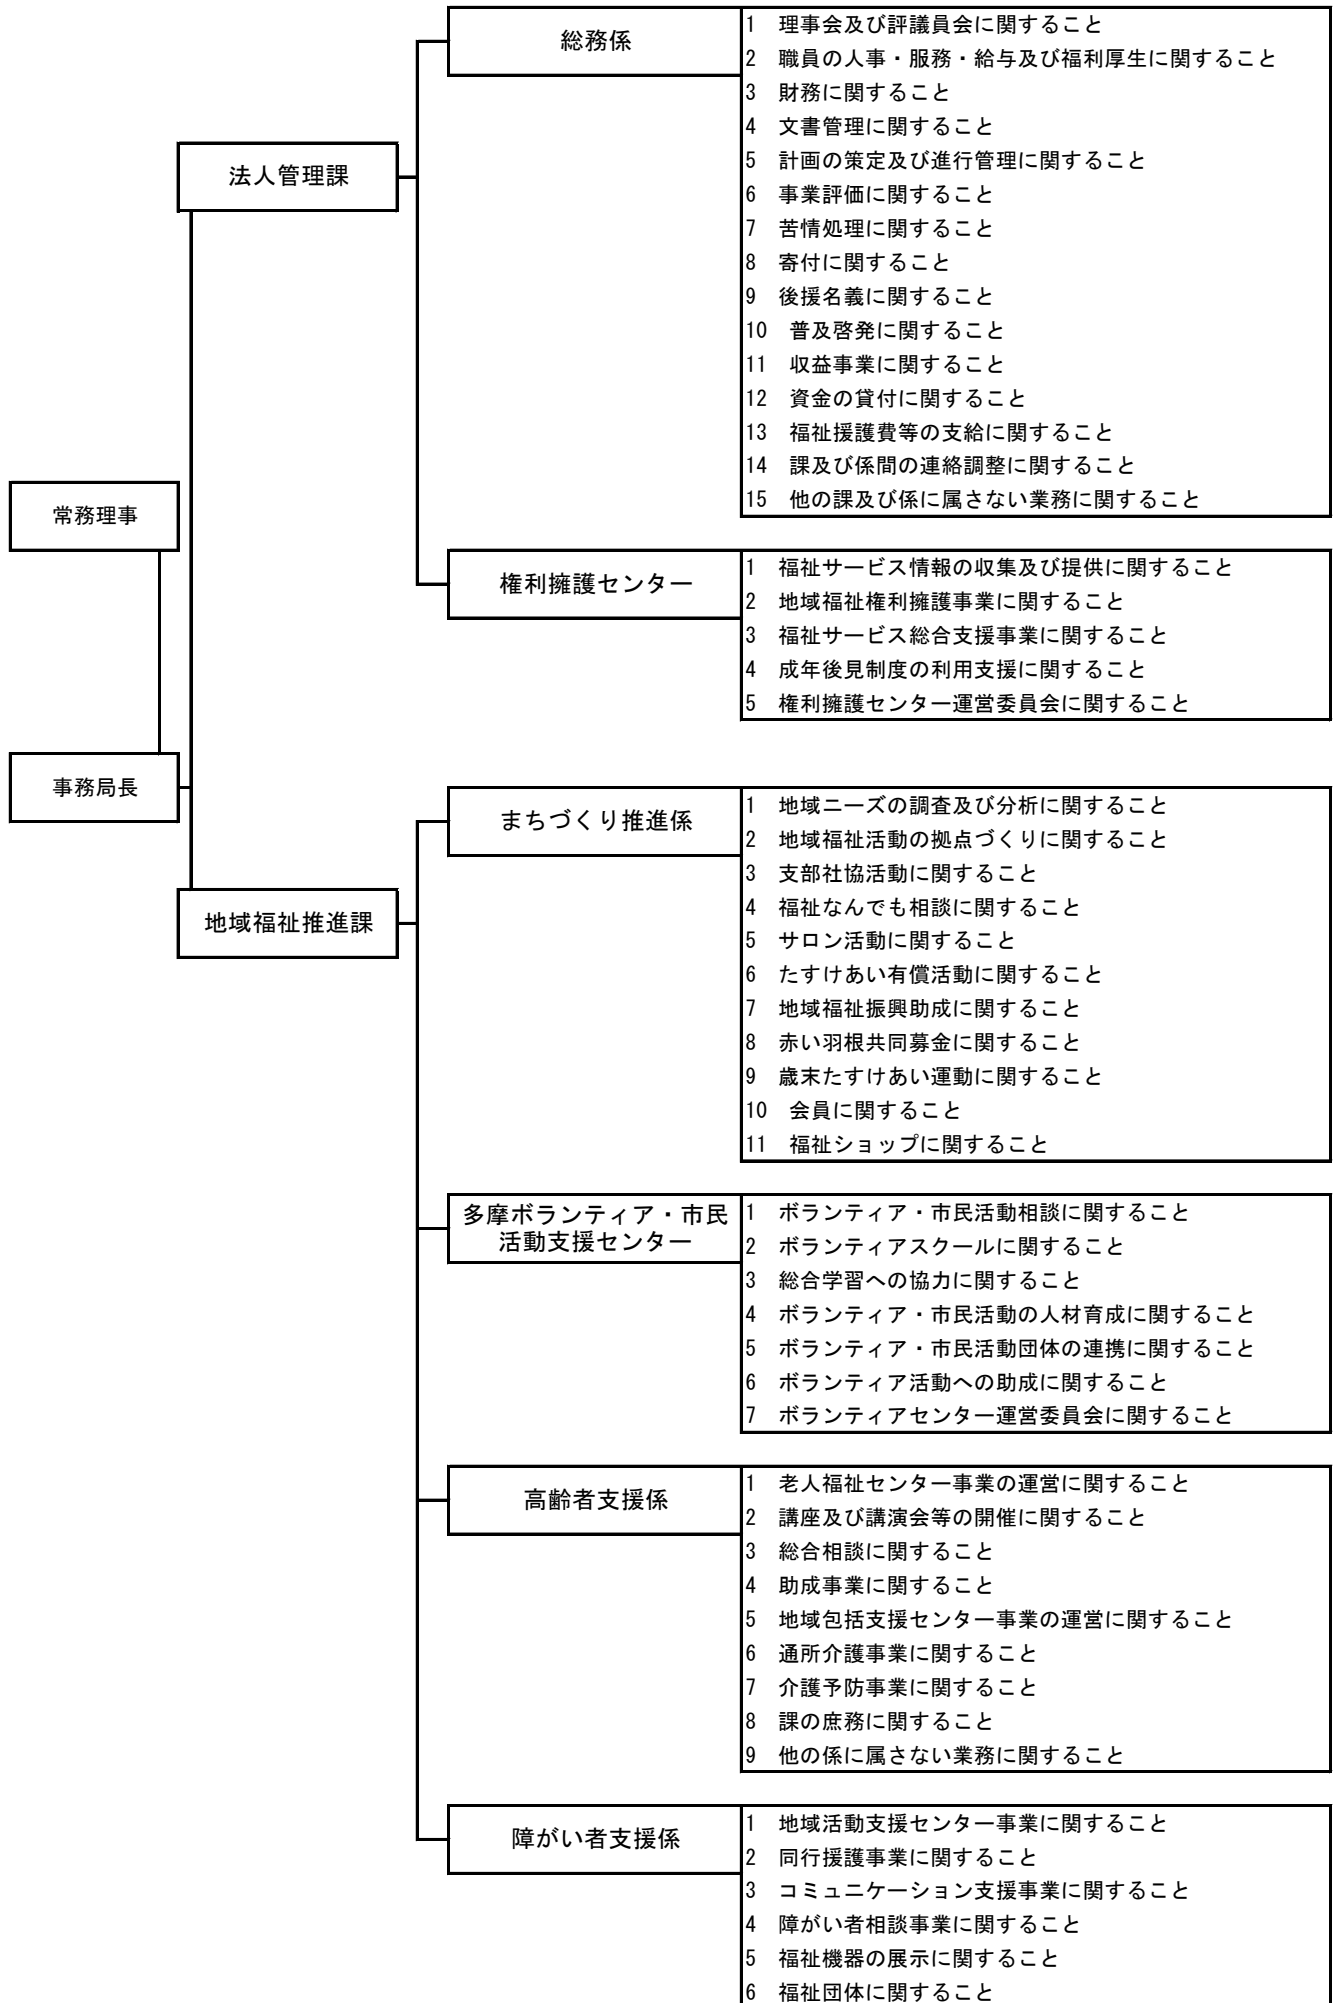 常務理事
事務局長
法人管理課
総務係
1 理事会及び評議員会に関すること
2 職員の人事・服務・給与及び福利厚生に関すること
3 財務に関すること
4 文書管理に関すること
5 計画の策定及び進行管理に関すること
6 事業評価に関すること
7 苦情処理に関すること
8 寄付に関すること
9 後援名義に関すること
10 普及啓発に関すること
11 収益事業に関すること
12 資金の貸付に関すること
13 福祉援護費等の支給に関すること
14 課及び係間の連絡調整に関すること
15 他の課及び係に属さない業務に関すること
権利擁護センター
1 福祉サービス情報の収集及び提供に関すること
2 地域福祉権利擁護事業に関すること
3 福祉サービス総合支援事業に関すること
4 成年後見制度の利用支援に関すること
5 権利擁護センター運営委員会に関すること
地域福祉推進課
まちづくり推進係
1 地域ニーズの調査及び分析に関すること
2 地域福祉活動の拠点づくりに関すること
3 支部社協活動に関すること
4 福祉なんでも相談に関すること
5 サロン活動に関すること
6 たすけあい有償活動に関すること
7 地域福祉振興助成に関すること
8 赤い羽根共同募金に関すること
9 歳末たすけあい運動に関すること
10 会員に関すること
11 福祉ショップに関すること
多摩ボランティア・市民
活動支援センター
1 ボランティア・市民活動相談に関すること
2 ボランティアスクールに関すること
3 総合学習への協力に関すること
4 ボランティア・市民活動の人材育成に関すること
5 ボランティア・市民活動団体の連携に関すること
6 ボランティア活動への助成に関すること
7 ボランティアセンター運営委員会に関すること
高齢者支援係
1 老人福祉センター事業の運営に関すること
2 講座及び講演会等の開催に関すること
3 総合相談に関すること
4 助成事業に関すること
5 地域包括支援センター事業の運営に関すること
6 通所介護事業に関すること
7 介護予防事業に関すること
8 課の庶務に関すること
9 他の係に属さない業務に関すること
障がい者支援係
1 地域活動支援センター事業に関すること
2 同行援護事業に関すること
3 コミュニケーション支援事業に関すること
4 障がい者相談事業に関すること
5 福祉機器の展示に関すること
6 福祉団体に関すること